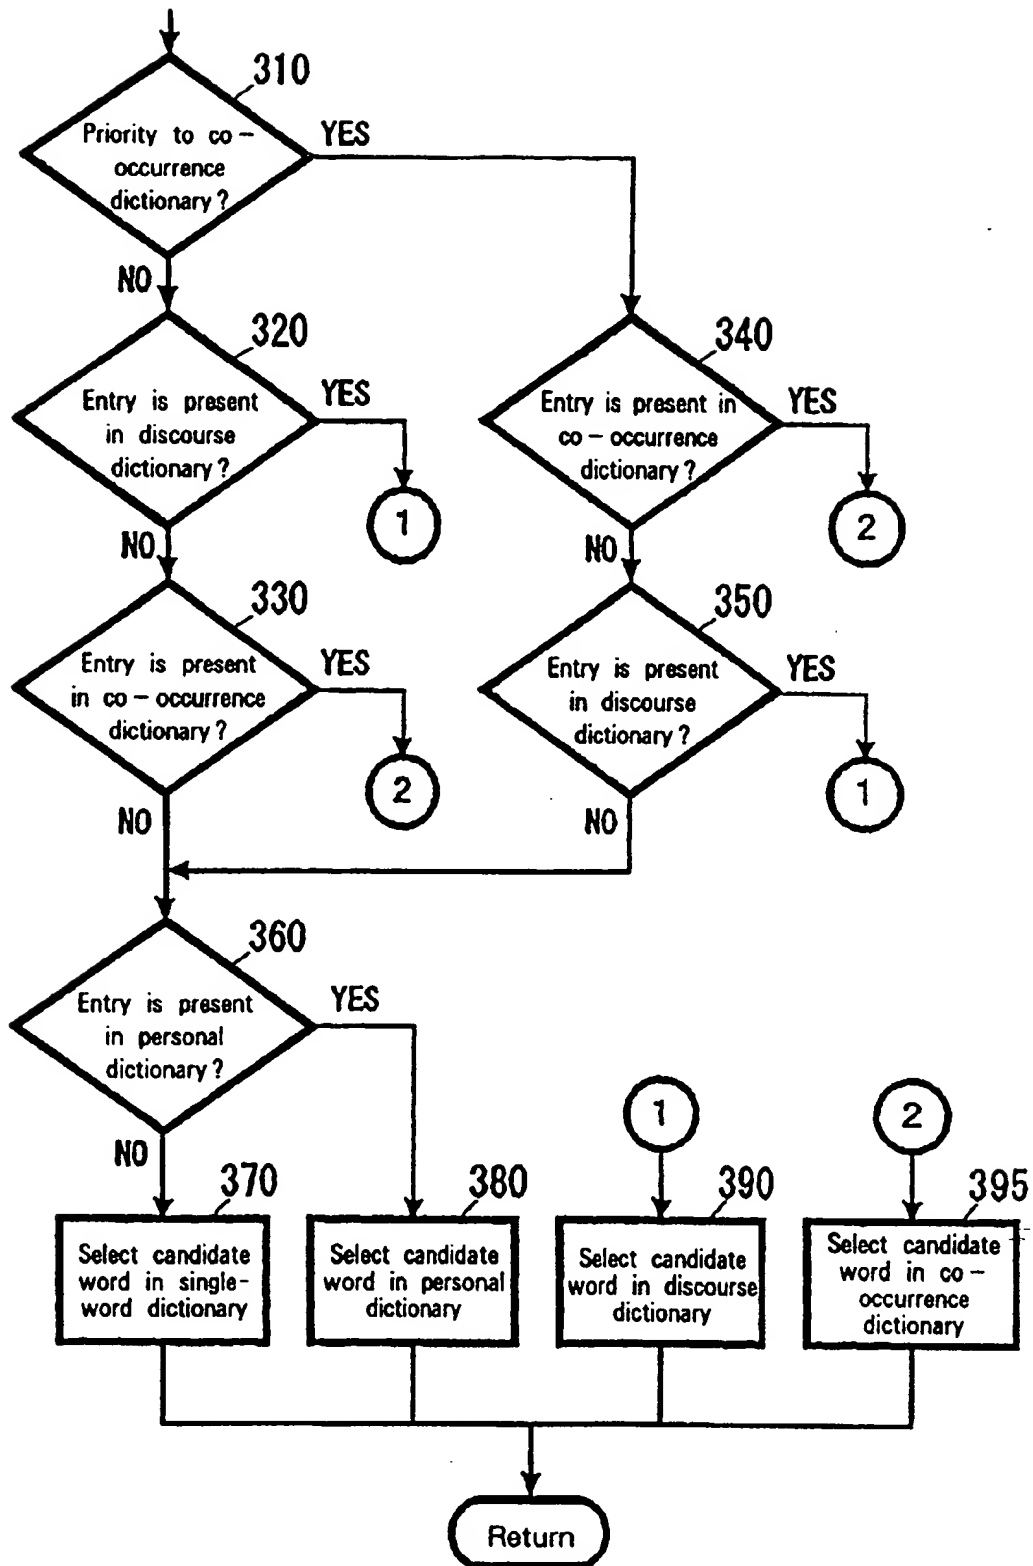 310
Priority to co-
occurrence
dictionary?
YES
NO
320
Entry is present
in discourse
dictionary?
YES
1
NO
340
Entry is present in
co-occurrence
dictionary?
YES
2
NO
330
Entry is present
in co-occurrence
dictionary?
YES
2
NO
350
Entry is present
in discourse
dictionary?
YES
1
NO
360
Entry is present
in personal
dictionary?
YES
NO
370
Select candidate
word in single-
word dictionary
380
Select candidate
word in personal
dictionary
1
390
Select candidate
word in discourse
dictionary
2
395
Select candidate
word in co-
occurrence
dictionary
Return